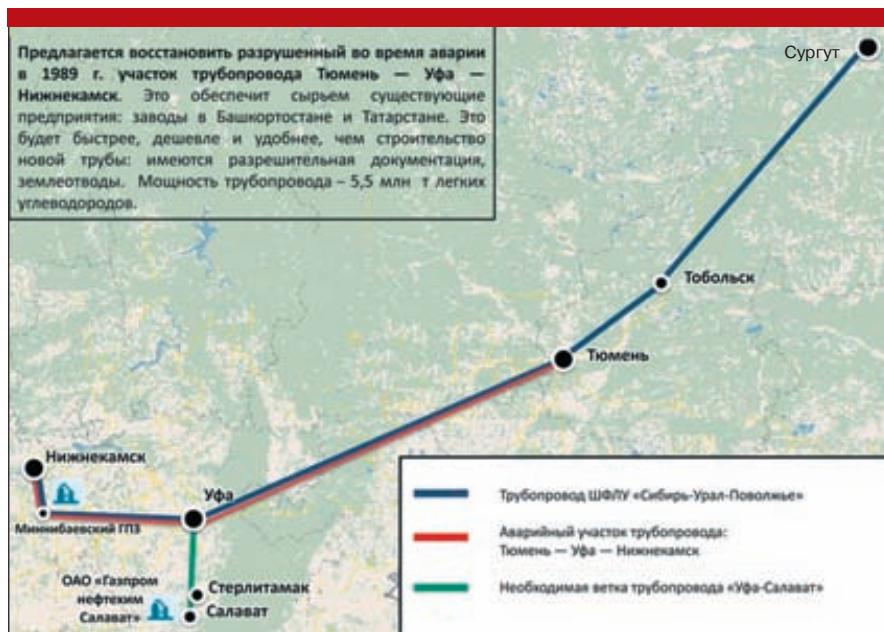 Предлагается восстановить разрушенный во время аварии
в 1989 г. участок трубопровода Тюмень — Уфа —
Нижнекамск. Это обеспечит сырьем существующие
предприятия: заводы в Башкортостане и Татарстане. Это
будет быстрее, дешевле и удобнее, чем строительство
новой трубы: имеются разрешительная документация,
землеотводы. Мощность трубопровода – 5,5 млн т легких
углеводородов.
Сургут
Тобольск
Тюмень
Нижнекамск
Уфа
Миннибаевский ГПЗ
ОАО «Газпром
нефтехим
Салават»
Стерлитамак
Салават
Трубопровод ШФЛУ «Сибирь-Урал-Поволжье»
Аварийный участок трубопровода:
Тюмень — Уфа — Нижнекамск
Необходимая ветка трубопровода «Уфа-Салават»